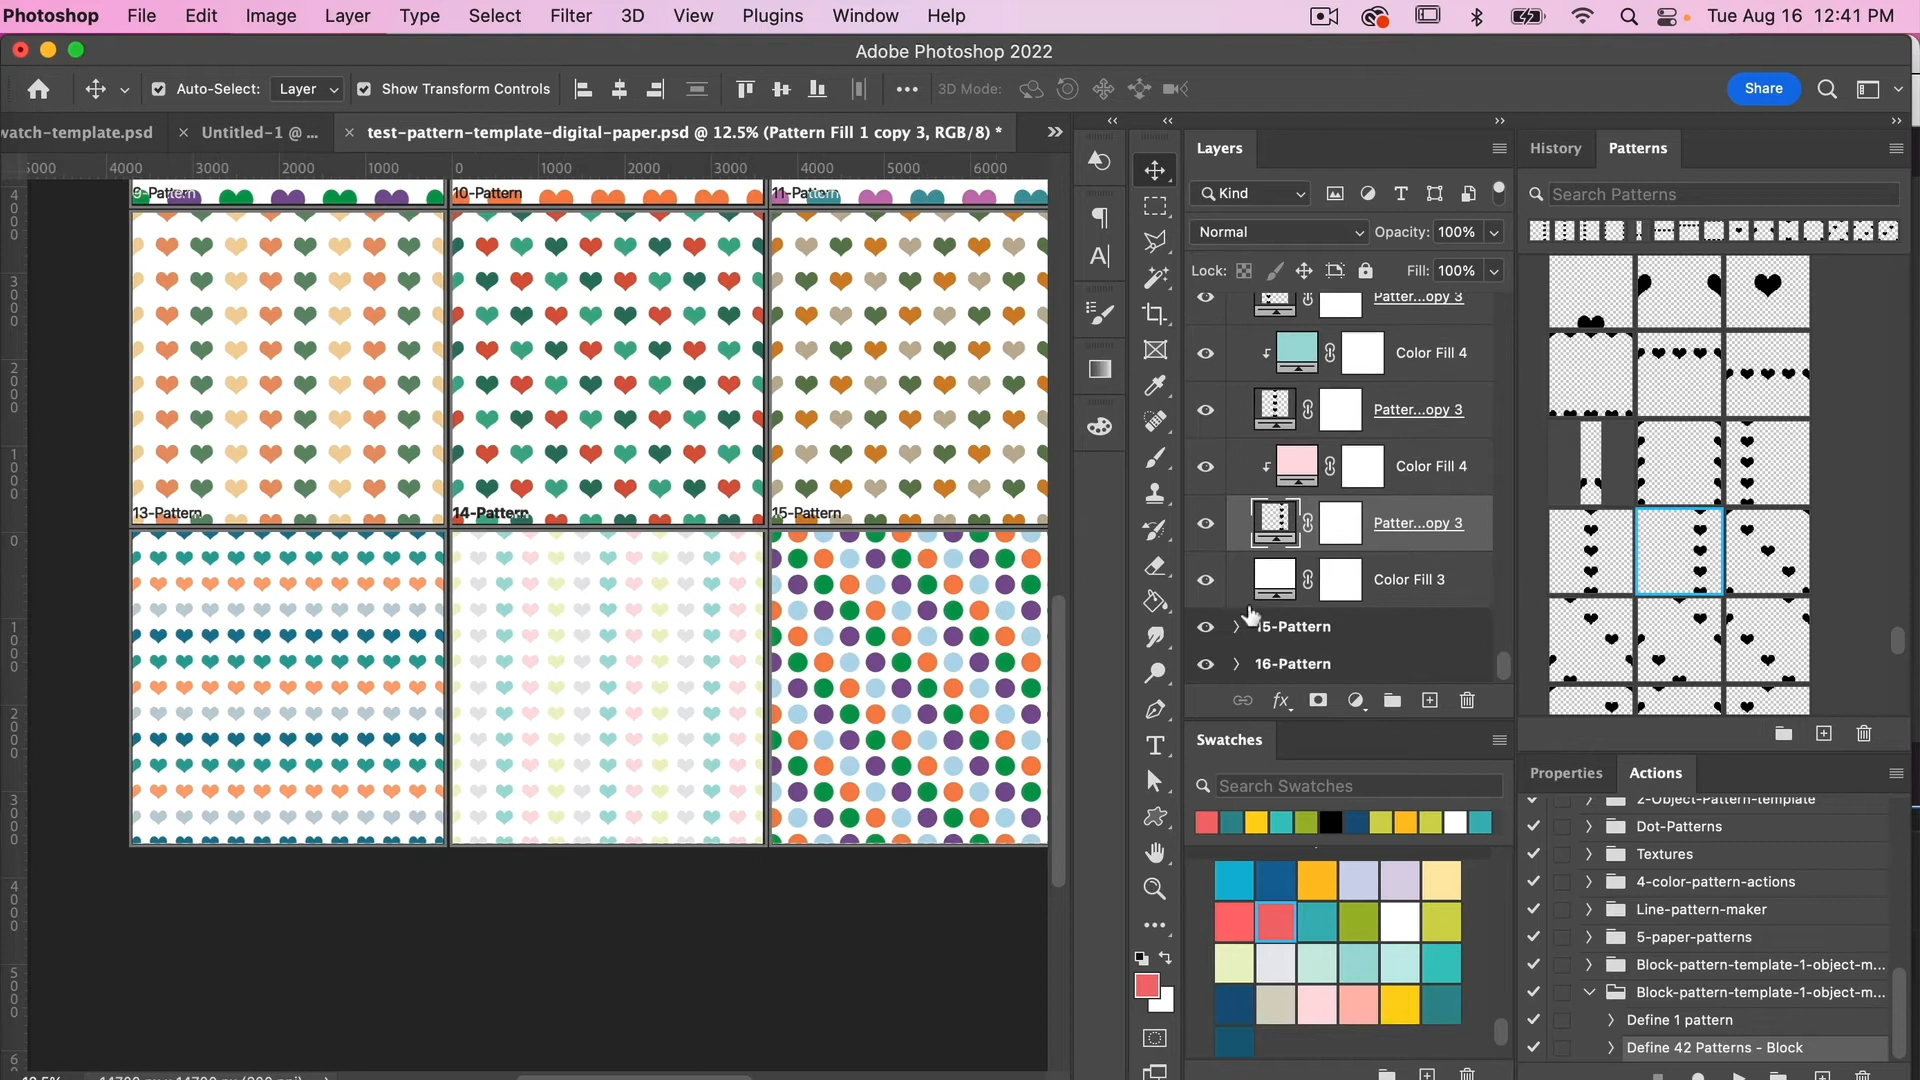 Photoshop File Edit Image Layer Type Select Filter 3D View Plugins Window Help Tue Aug 16 12:41 PM
Adobe Photoshop 2022
Auto-Select: Layer Show Transform Controls 3D Mode: Share
watch-template.psd Untitled-1 @ ... test-pattern-template-digital-paper.psd @ 12.5% (Pattern Fill 1 copy 3, RGB/8) *
5000 4000 3000 2000 1000 0 1000 2000 3000 4000 5000 6000
9-Pattern 10-Pattern 11-Pattern
13-Pattern 14-Pattern 15-Pattern
Layers
Kind
Normal Opacity: 100%
Lock: Fill: 100%
Patter...opy 3
Color Fill 4
Patter...opy 3
Color Fill 4
Patter...opy 3
Color Fill 3
15-Pattern
16-Pattern
fx
Swatches
Search Swatches
History Patterns
Search Patterns
Properties Actions
2-Object-Pattern-template
Dot-Patterns
Textures
4-color-pattern-actions
Line-pattern-maker
5-paper-patterns
Block-pattern-template-1-object-m...
Block-pattern-template-1-object-m...
Define 1 pattern
Define 42 Patterns - Block